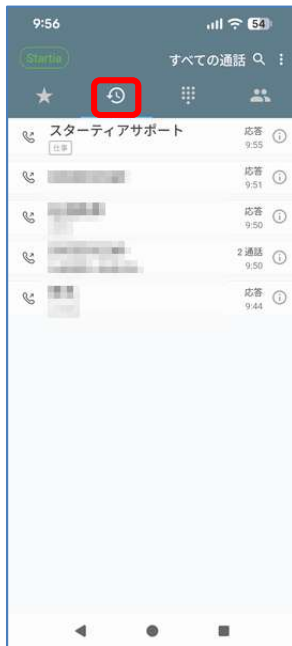 9:56
54
Startia
すべての通話
スターティアサポート
応答
仕事
9:55
応答
9:51
応答
9:50
2 通話
9:50
応答
9:44